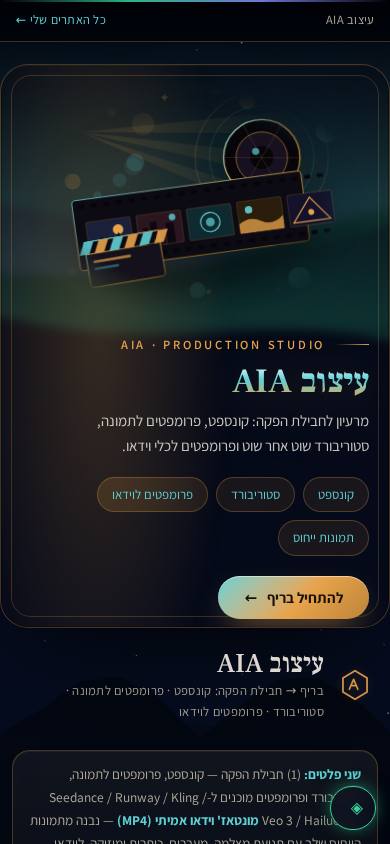 עיצוב AIA
כל האתרים שלי ←
AIA · PRODUCTION STUDIO
עיצוב AIA
מרעיון לחבילת הפקה: קונספט, פרומפטים לתמונה,
סטוריבורד שוט אחר שוט ופרומפטים לכלי וידאו.
קונספט
סטוריבורד
פרומפטים לוידאו
תמונות ייחוס
להתחיל בריף ←
עיצוב AIA
בריף → חבילת הפקה: קונספט · פרומפטים לתמונה ·
סטוריבורד · פרומפטים לוידאו
שני פלטים: (1) חבילת הפקה — קונספט, פרומפטים לתמונה,
ופרומפטים מוכנים ל-Seedance / Runway / Kling /
Veo 3 / מונטאז' וידאו אמיתי (MP4) — נבנה מתמונות